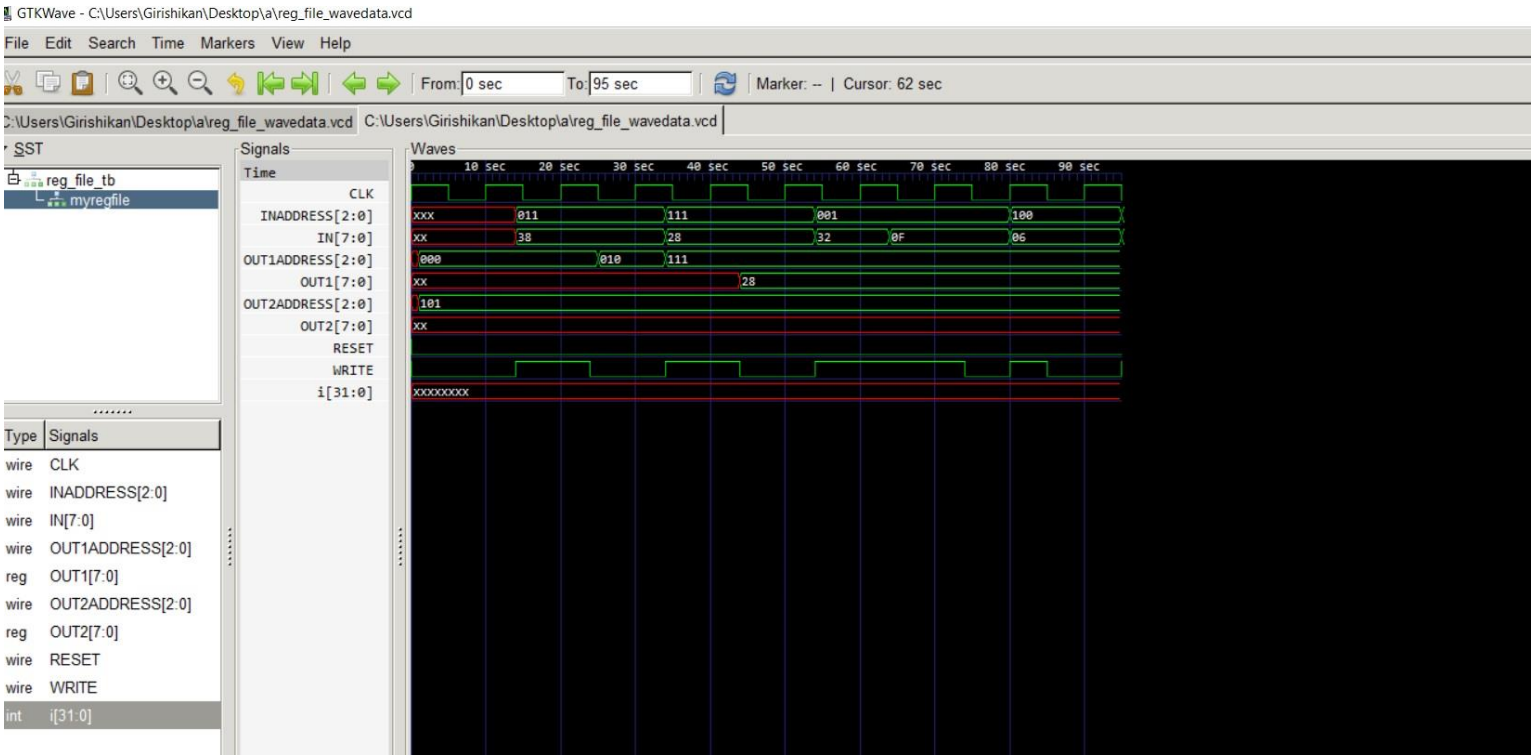 GTKWave - C:\Users\Girishikan\Desktop\a\reg_file_wavedata.vcd
File Edit Search Time Markers View Help
From: 0 sec To: 95 sec Marker: -- | Cursor: 62 sec
C:\Users\Girishikan\Desktop\a\reg_file_wavedata.vcd C:\Users\Girishikan\Desktop\a\reg_file_wavedata.vcd
SST
reg_file_tb
myregfile
Type Signals
wire CLK
wire INADDRESS[2:0]
wire IN[7:0]
wire OUT1ADDRESS[2:0]
reg OUT1[7:0]
wire OUT2ADDRESS[2:0]
reg OUT2[7:0]
wire RESET
wire WRITE
int i[31:0]
Signals
Time
CLK
INADDRESS[2:0]
IN[7:0]
OUT1ADDRESS[2:0]
OUT1[7:0]
OUT2ADDRESS[2:0]
OUT2[7:0]
RESET
WRITE
i[31:0]
Waves
10 sec 20 sec 30 sec 40 sec 50 sec 60 sec 70 sec 80 sec 90 sec
xxx 011 111 001 100
xx 38 28 32 0F 06
000 010 111
xx 28
101
xx
xxxxxxxx